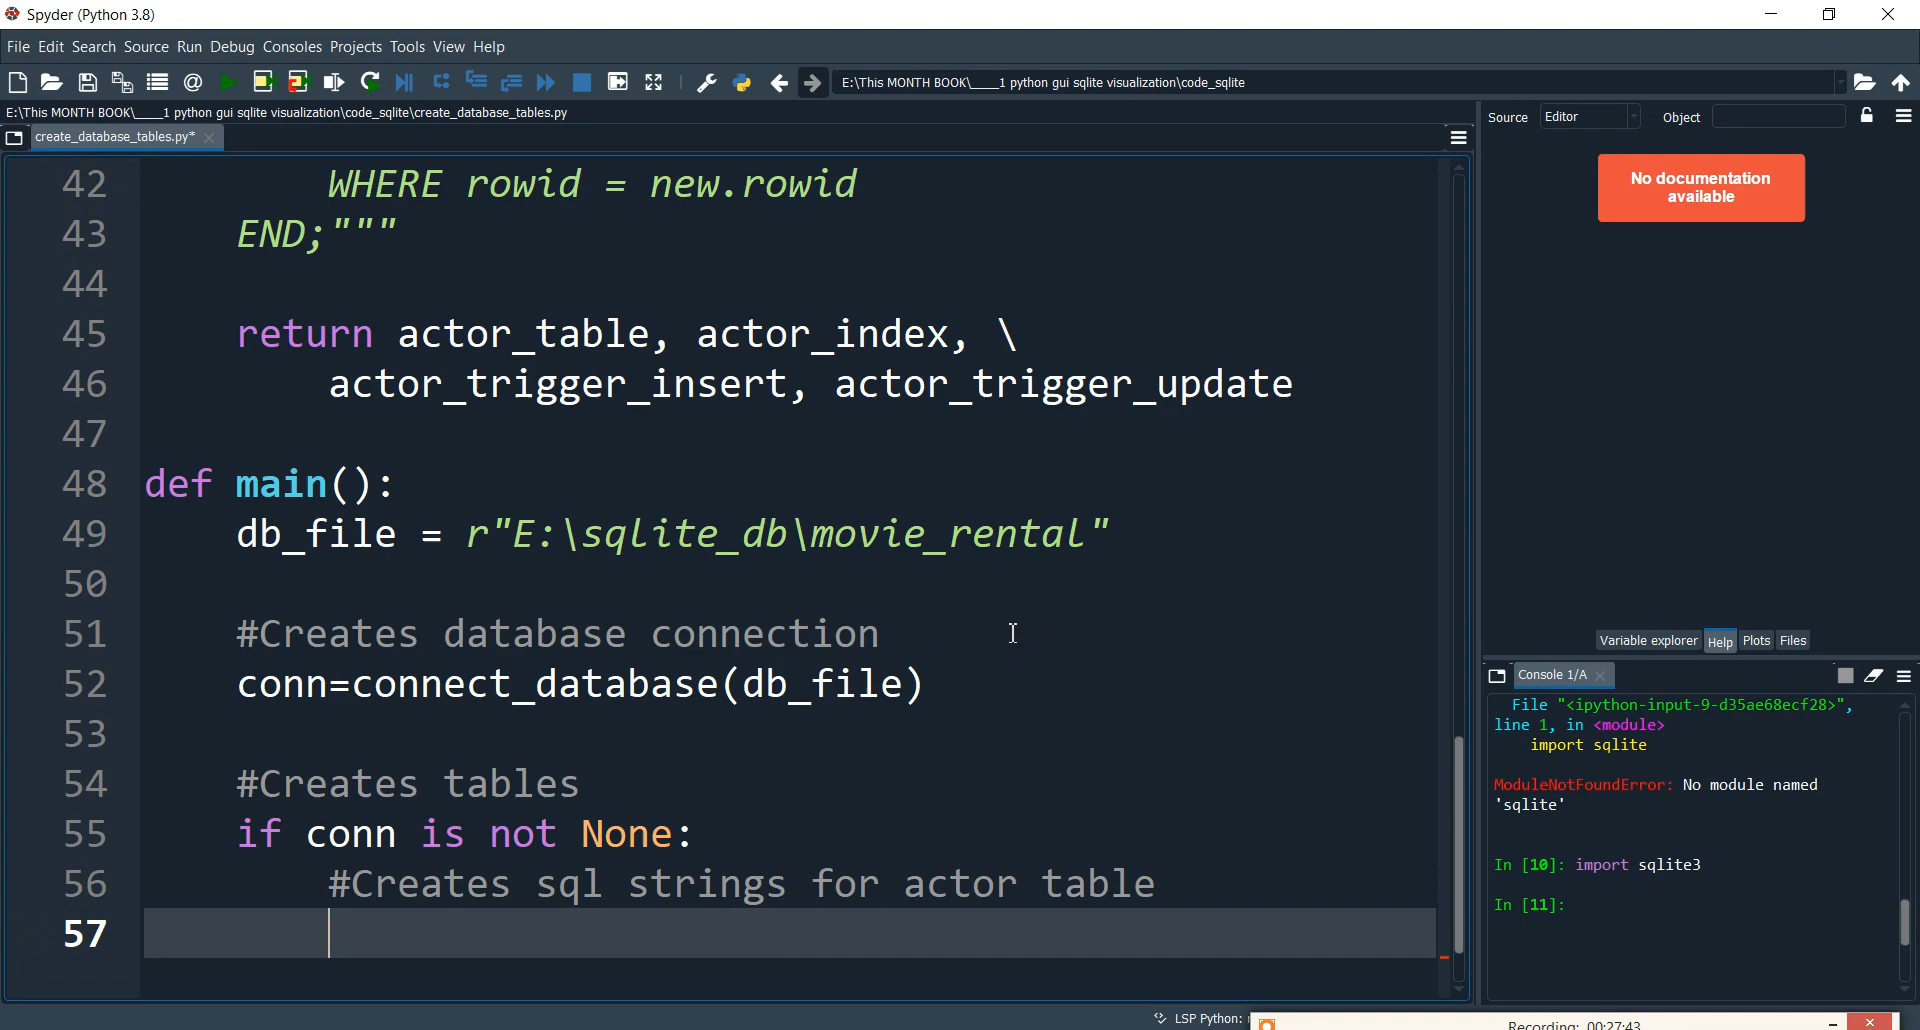 Spyder (Python 3.8)
File Edit Search Source Run Debug Consoles Projects Tools View Help
E:\This MONTH BOOK\____1 python gui sqlite visualization\code_sqlite
E:\This MONTH BOOK\____1 python gui sqlite visualization\code_sqlite\create_database_tables.py
create_database_tables.py*
42 WHERE rowid = new.rowid
43 END;"""
44
45 return actor_table, actor_index, \
46 actor_trigger_insert, actor_trigger_update
47
48 def main():
49 db_file = r"E:\sqlite_db\movie_rental"
50
51 #Creates database connection
52 conn=connect_database(db_file)
53
54 #Creates tables
55 if conn is not None:
56 #Creates sql strings for actor table
57
Source Editor Object
No documentation
available
Variable explorer Help Plots Files
Console 1/A
File "<ipython-input-9-d35ae68ecf28>",
line 1, in <module>
import sqlite
ModuleNotFoundError: No module named
'sqlite'
In [10]: import sqlite3
In [11]:
LSP Python:
Recording: 00:27:43